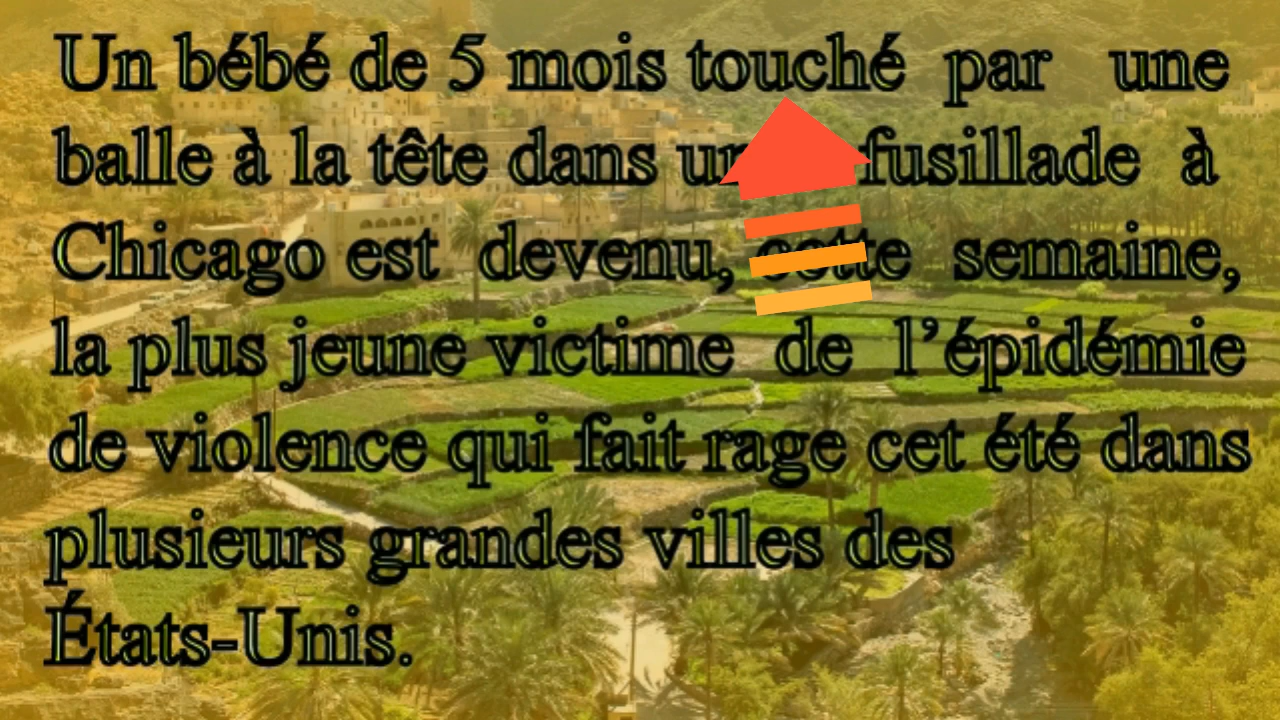 Un bébé de 5 mois touché par une
balle à la tête dans fusillade à
Chicago est devenu, cette semaine,
la plus jeune victime de l’épidémie
de violence qui fait rage cet été dans
plusieurs grandes villes des
États-Unis.